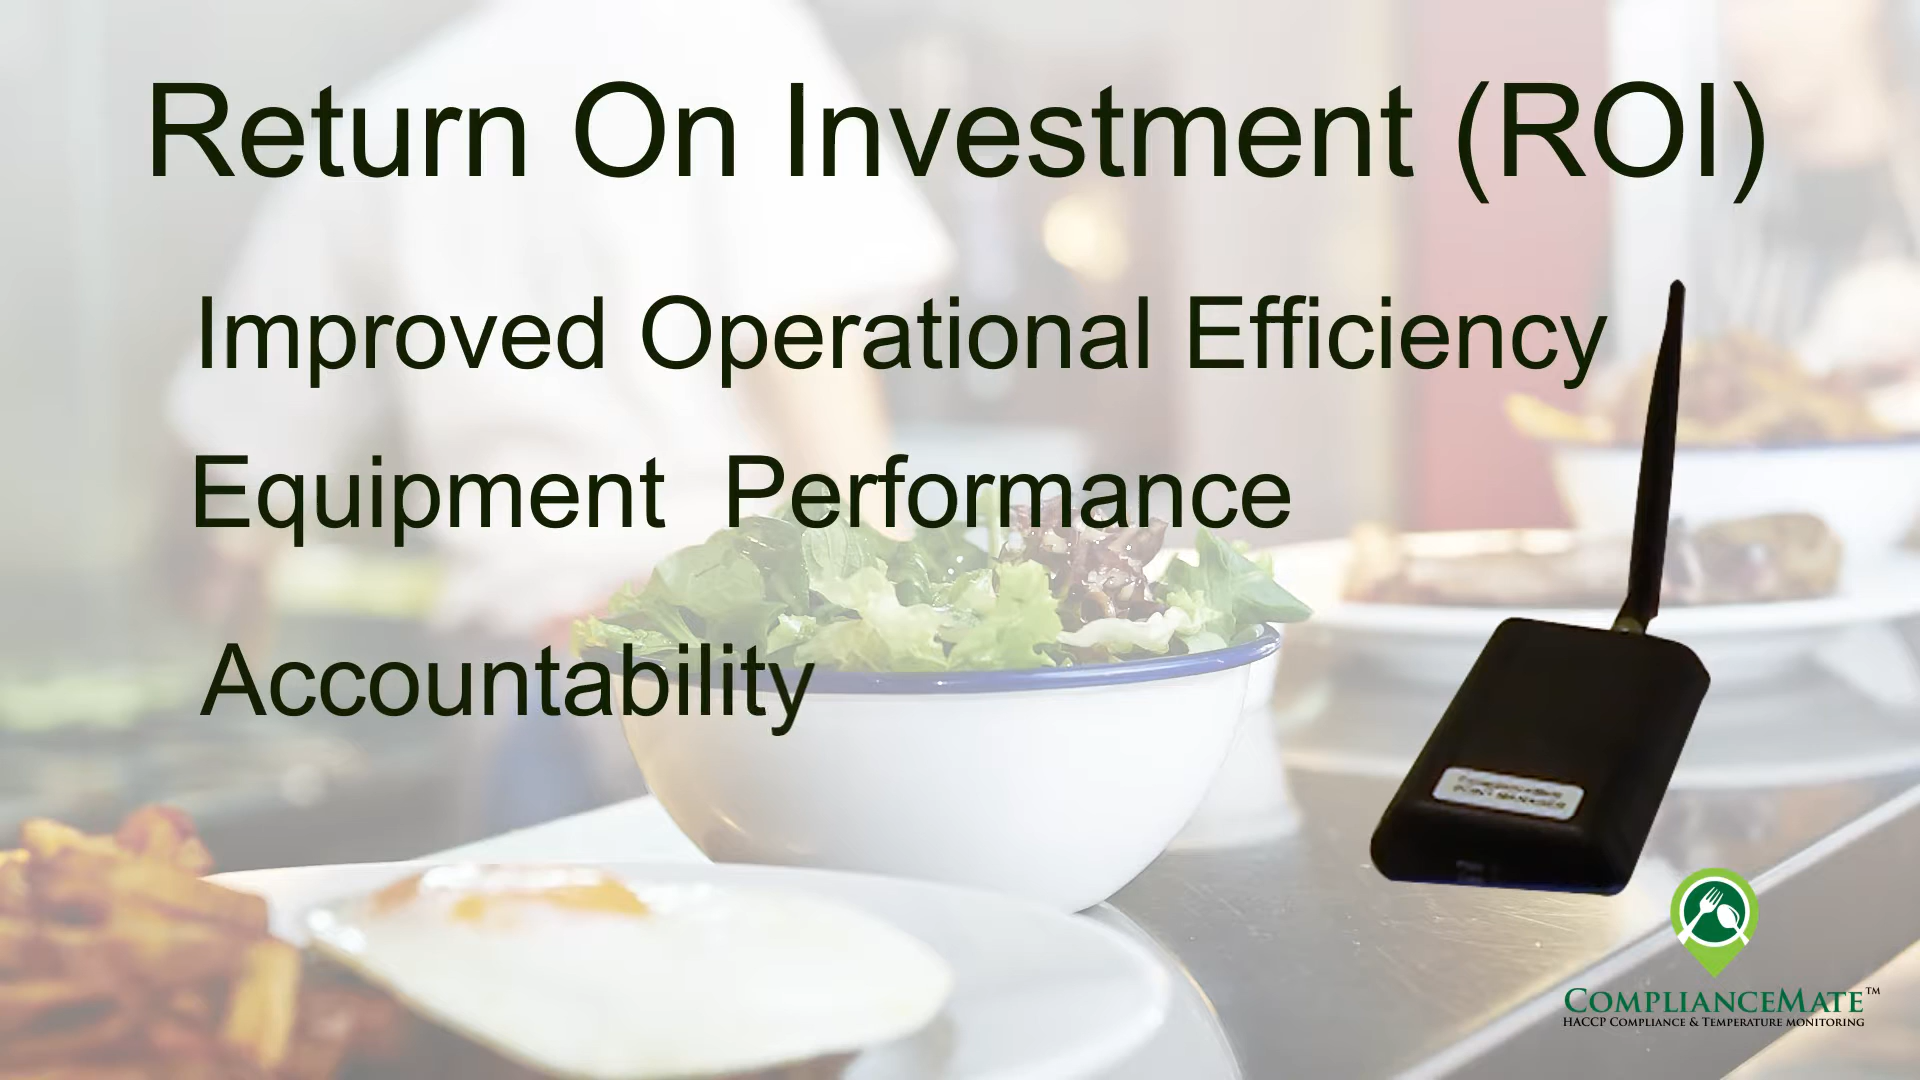 Return On Investment (ROI)
Improved Operational Efficiency
Equipment Performance
Accountability
COMPLIANCEMATE™
HACCP COMPLIANCE & TEMPERATURE MONITORING